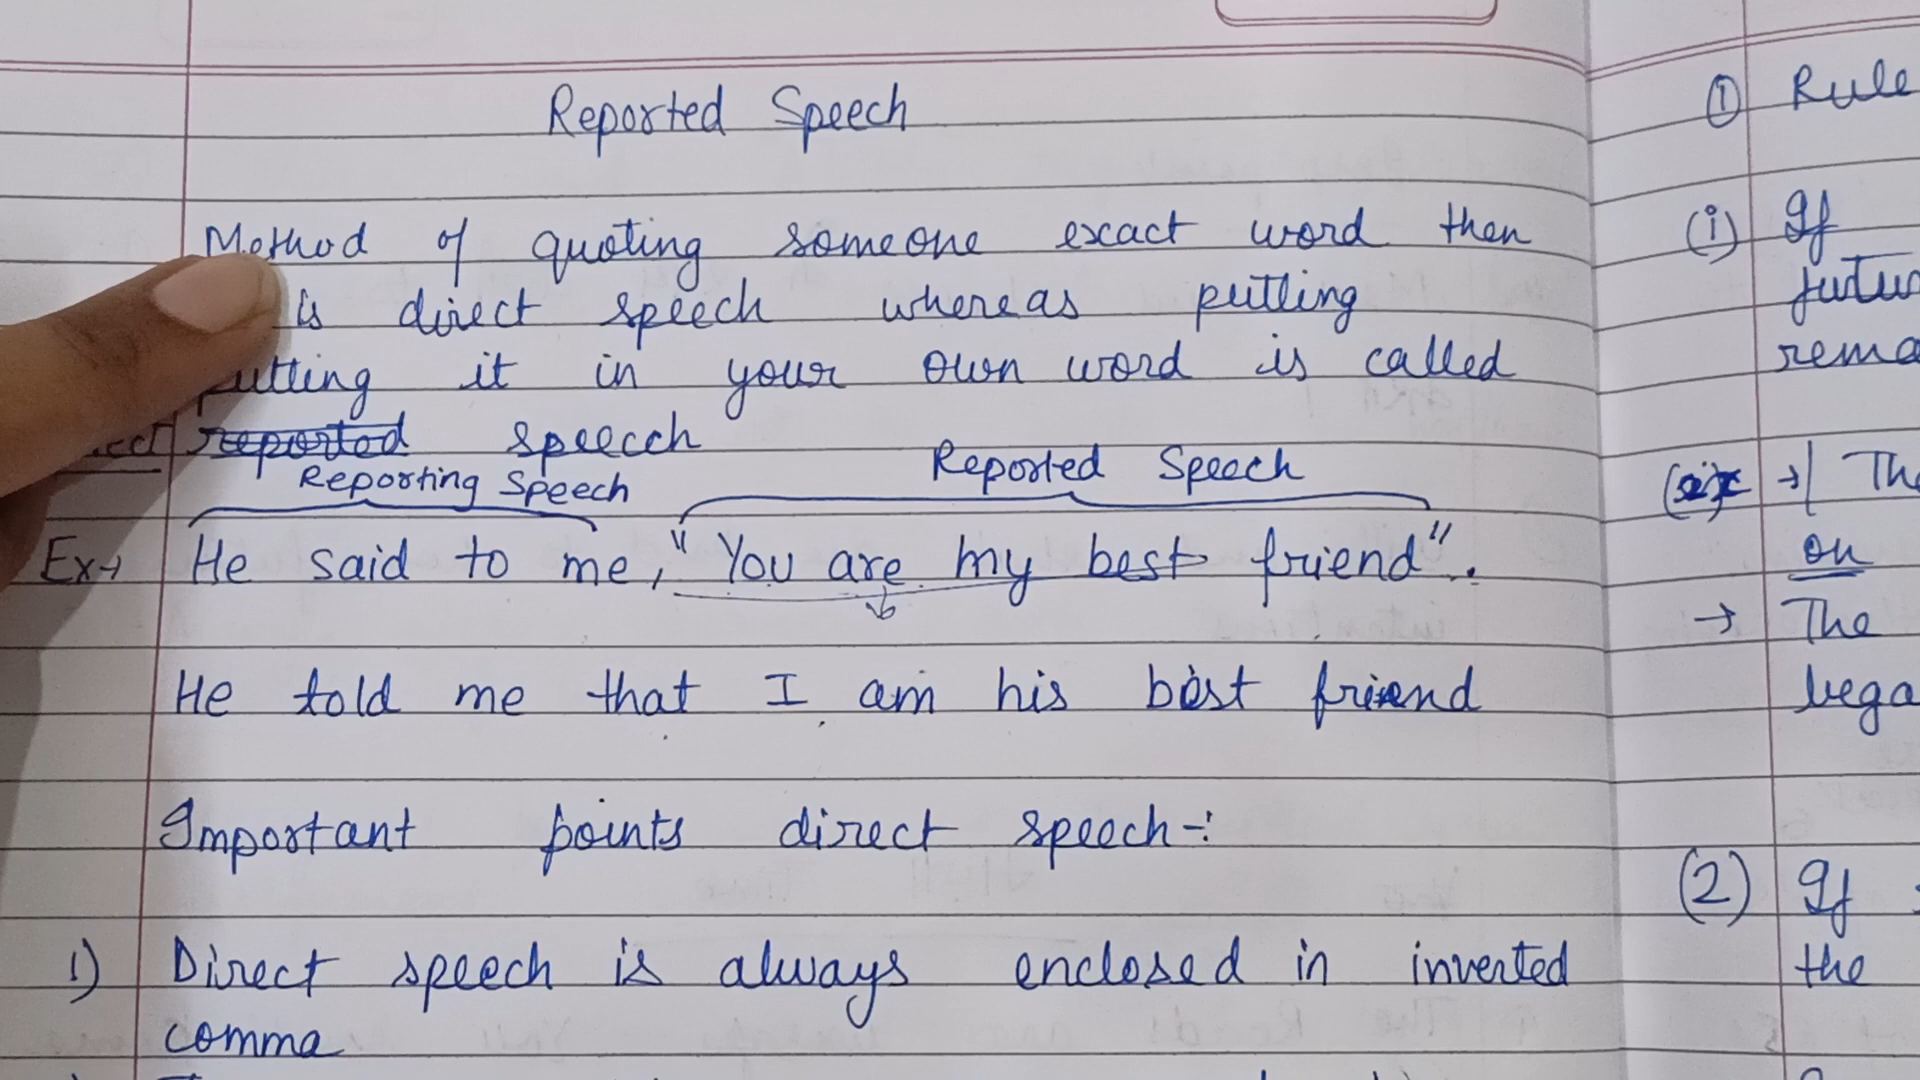 Reported Speech
Method of quoting someone exact word then
is direct speech whereas putting
putting it in your own word is called
reported speecch
Reporting Speech
Reported Speech
Ex→ He said to me, "You are my best friend".
He told me that I am his best friend
Important points direct speech-:
1) Direct speech is always enclosed in inverted
comma
① Rule
(i) If
futur
rema
→ The
on
→ The
bega
(2) If
the